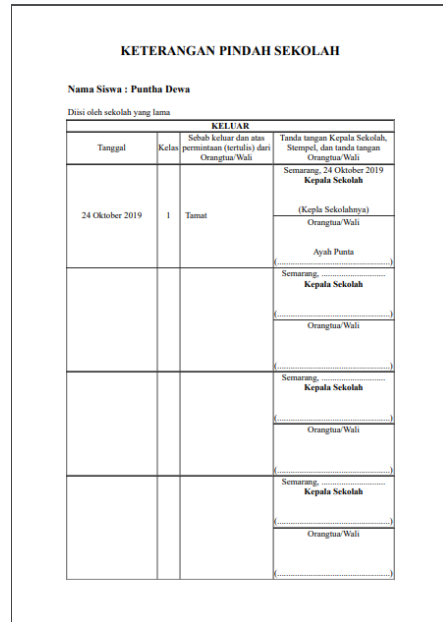 KETERANGAN PINDAH SEKOLAH
Nama Siswa : Puntha Dewa
Diisi oleh sekolah yang lama
KELUAR
Tanggal
Kelas
Sebab keluar dan atas
permintaan (tertulis) dari
Orangtua/Wali
Tanda tangan Kepala Sekolah,
Stempel, dan tanda tangan
Orangtua/Wali
24 Oktober 2019
1
Tamat
Semarang, 24 Oktober 2019
Kepala Sekolah
(Kepla Sekolahnya)
Orangtua/Wali
Ayah Punta
(..................................................)
Semarang, ............................
Kepala Sekolah
(..................................................)
Orangtua/Wali
(..................................................)
Semarang, ............................
Kepala Sekolah
(..................................................)
Orangtua/Wali
(..................................................)
Semarang, ............................
Kepala Sekolah
(..................................................)
Orangtua/Wali
(..................................................)